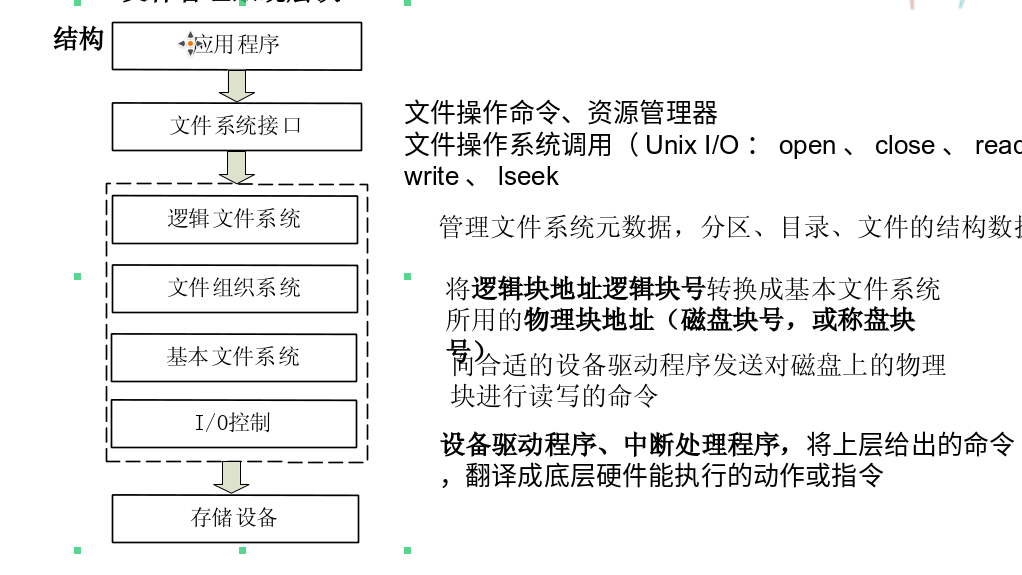 结构
应用程序
文件系统接口
文件操作命令、资源管理器
文件操作系统调用（Unix I/O： open 、 close 、 read
write 、 lseek
逻辑文件系统
管理文件系统元数据，分区、目录、文件的结构数据
文件组织系统
将逻辑块地址逻辑块号转换成基本文件系统
所用的物理块地址（磁盘块号，或称盘块
号）
基本文件系统
向合适的设备驱动程序发送对磁盘上的物理
块进行读写的命令
I/O控制
设备驱动程序、中断处理程序，将上层给出的命令
，翻译成底层硬件能执行的动作或指令
存储设备